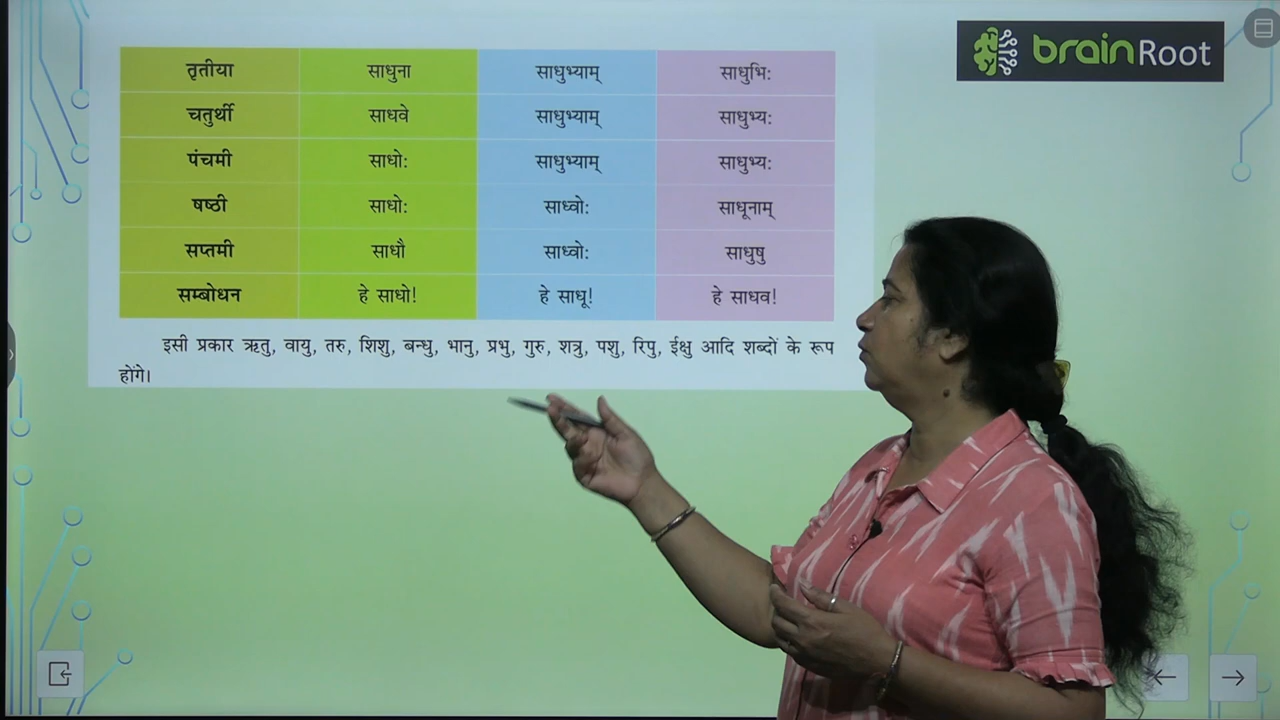 brainRoot
तृतीया साधुना साधुभ्याम् साधुभि:
चतुर्थी साधवे साधुभ्याम् साधुभ्य:
पंचमी साधो: साधुभ्याम् साधुभ्य:
षष्ठी साधो: साध्वो: साधूनाम्
सप्तमी साधौ साध्वो: साधुषु
सम्बोधन हे साधो! हे साधू! हे साधव!
इसी प्रकार ऋतु, वायु, तरु, शिशु, बन्धु, भानु, प्रभु, गुरु, शत्रु, पशु, रिपु, ईक्षु आदि शब्दों के रूप
होंगे।